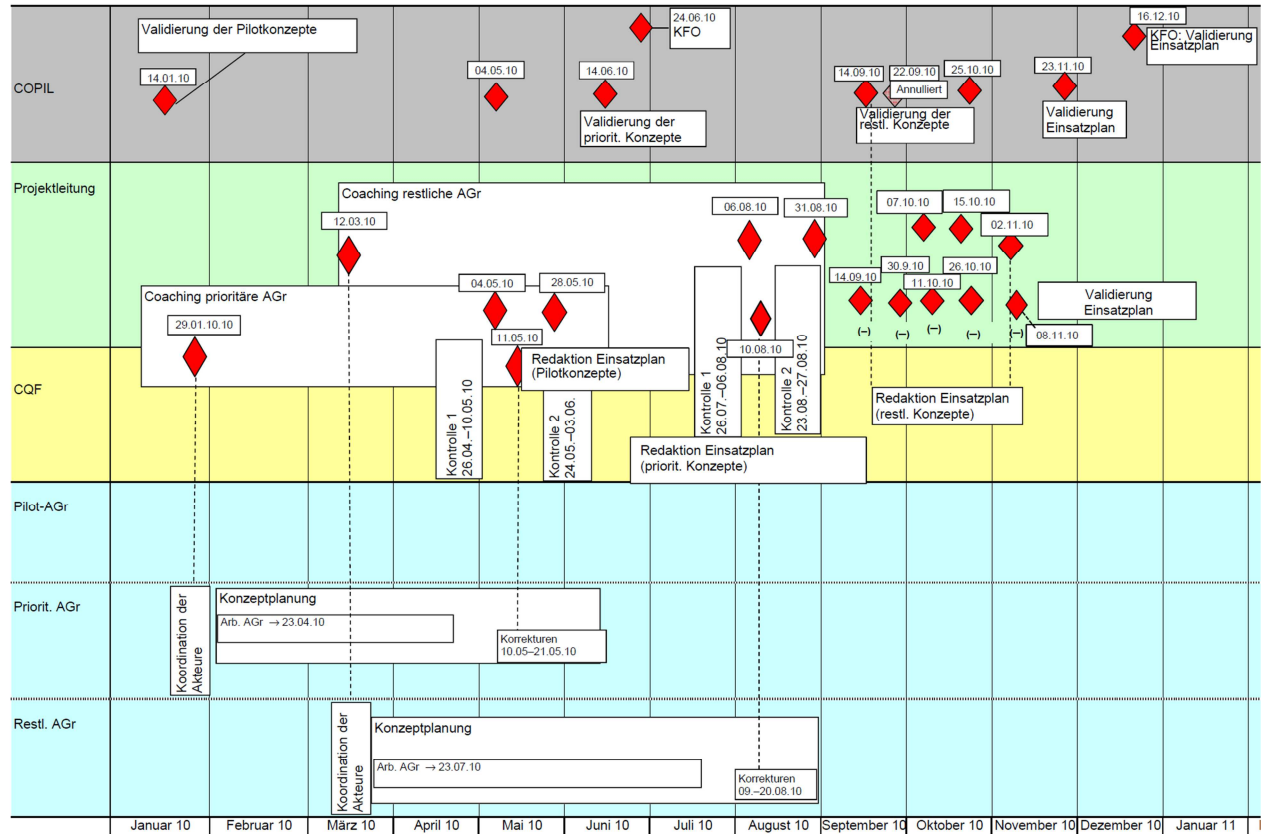 COPIL
Validierung der Pilotkonzepte
14.01.10
04.05.10
14.06.10
Validierung der
priorit. Konzepte
24.06.10
KFO
14.09.10
22.09.10
Annulliert
25.10.10
Validierung der
restl. Konzepte
23.11.10
Validierung
Einsatzplan
16.12.10
KFO: Validierung
Einsatzplan
Projektleitung
Coaching restliche AGr
12.03.10
06.08.10
31.08.10
07.10.10
15.10.10
02.11.10
Coaching prioritäre AGr
29.01.10.10
04.05.10
28.05.10
11.05.10
10.08.10
14.09.10
30.9.10
11.10.10
26.10.10
08.11.10
(–)
(–)
(–)
(–)
(–)
Validierung
Einsatzplan
CQF
Redaktion Einsatzplan
(Pilotkonzepte)
Kontrolle 1
26.04.–10.05.10
Kontrolle 2
24.05.–03.06.
Kontrolle 1
26.07.–06.08.10
Kontrolle 2
23.08.–27.08.10
Redaktion Einsatzplan
(priorit. Konzepte)
Redaktion Einsatzplan
(restl. Konzepte)
Pilot-AGr
Priorit. AGr
Koordination der
Akteure
Konzeptplanung
Arb. AGr → 23.04.10
Korrekturen
10.05–21.05.10
Restl. AGr
Koordination der
Akteure
Konzeptplanung
Arb. AGr → 23.07.10
Korrekturen
09.–20.08.10
Januar 10
Februar 10
März 10
April 10
Mai 10
Juni 10
Juli 10
August 10
September 10
Oktober 10
November 10
Dezember 10
Januar 11